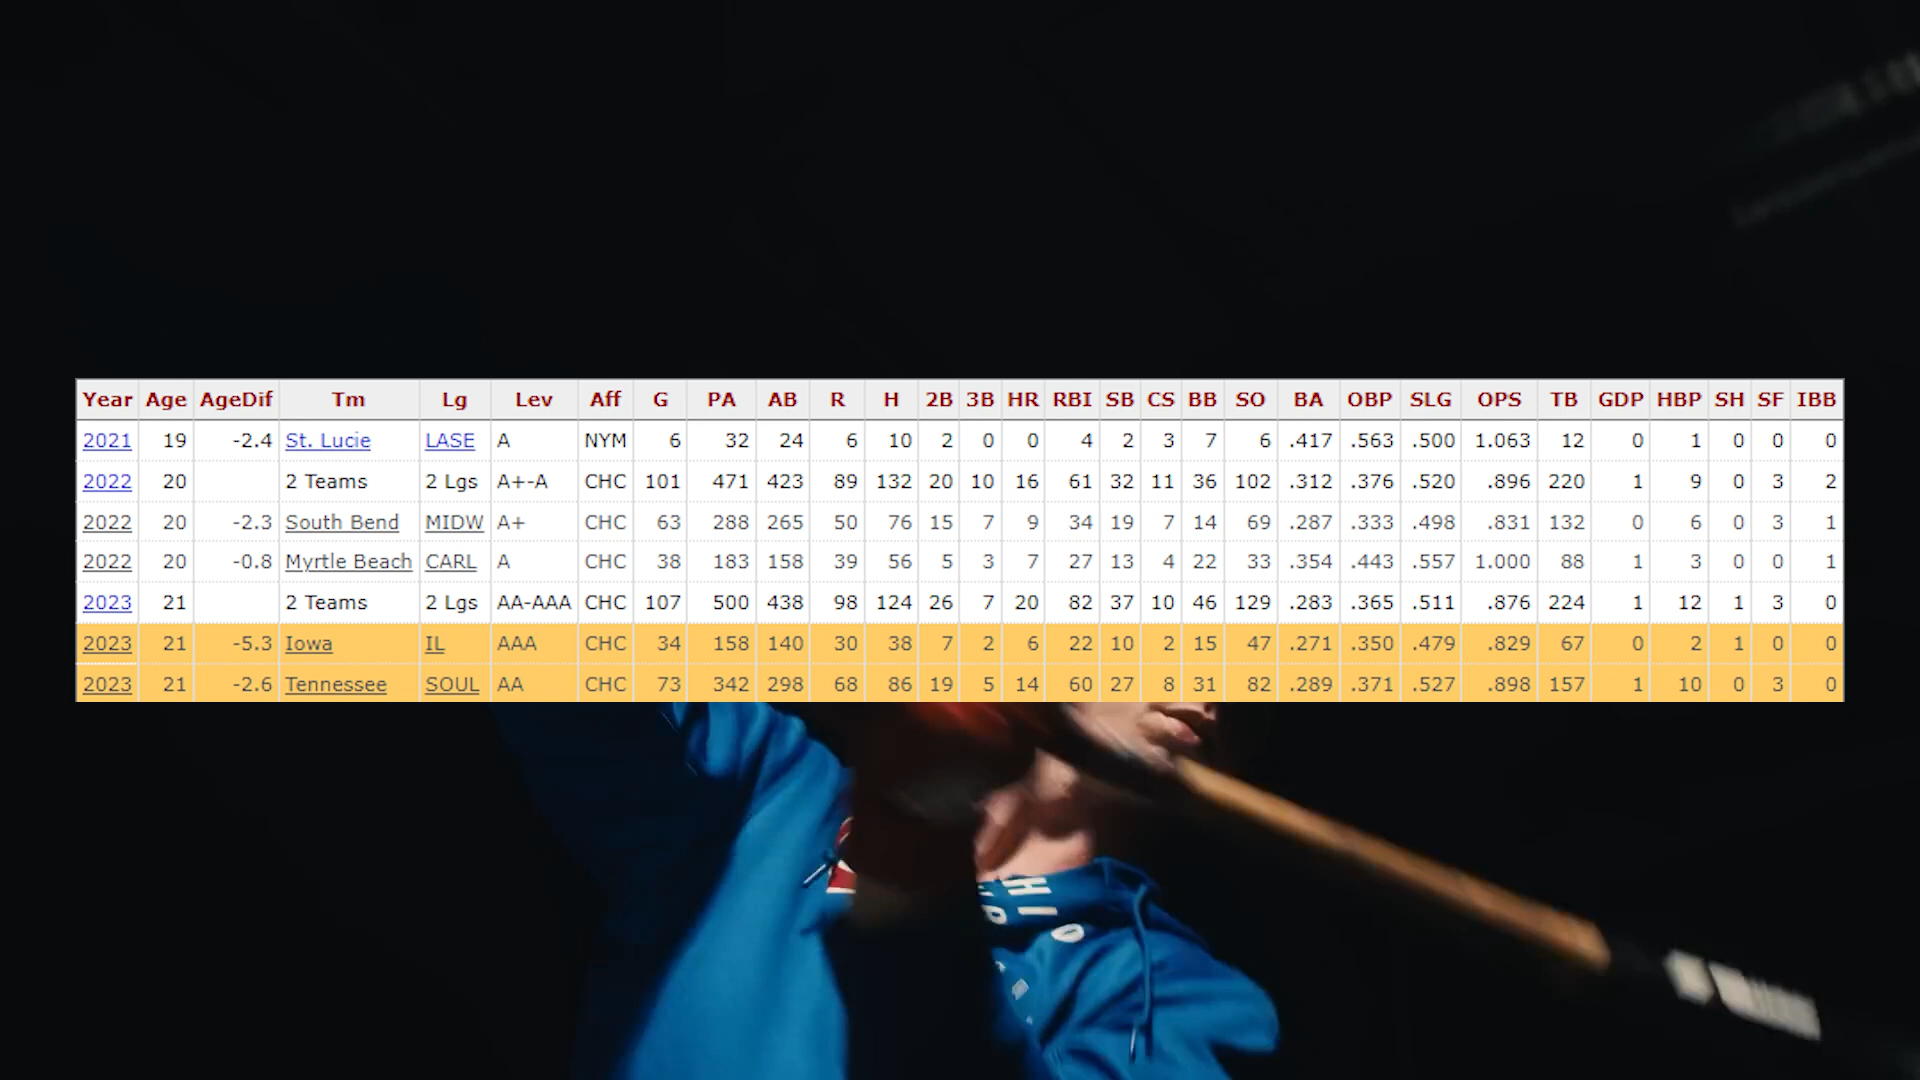 Year Age AgeDif Tm Lg Lev Aff G PA AB R H 2B 3B HR RBI SB CS BB SO BA OBP SLG OPS TB GDP HBP SH SF IBB
2021 19 -2.4 St. Lucie LASE A NYM 6 32 24 6 10 2 0 0 4 2 3 7 6 .417 .563 .500 1.063 12 0 1 0 0 0
2022 20 2 Teams 2 Lgs A+-A CHC 101 471 423 89 132 20 10 16 61 32 11 36 102 .312 .376 .520 .896 220 1 9 0 3 2
2022 20 -2.3 South Bend MIDW A+ CHC 63 288 265 50 76 15 7 9 34 19 7 14 69 .287 .333 .498 .831 132 0 6 0 3 1
2022 20 -0.8 Myrtle Beach CARL A CHC 38 183 158 39 56 5 3 7 27 13 4 22 33 .354 .443 .557 1.000 88 1 3 0 0 1
2023 21 2 Teams 2 Lgs AA-AAA CHC 107 500 438 98 124 26 7 20 82 37 10 46 129 .283 .365 .511 .876 224 1 12 1 3 0
2023 21 -5.3 Iowa IL AAA CHC 34 158 140 30 38 7 2 6 22 10 2 15 47 .271 .350 .479 .829 67 0 2 1 0 0
2023 21 -2.6 Tennessee SOUL AA CHC 73 342 298 68 86 19 5 14 60 27 8 31 82 .289 .371 .527 .898 157 1 10 0 3 0